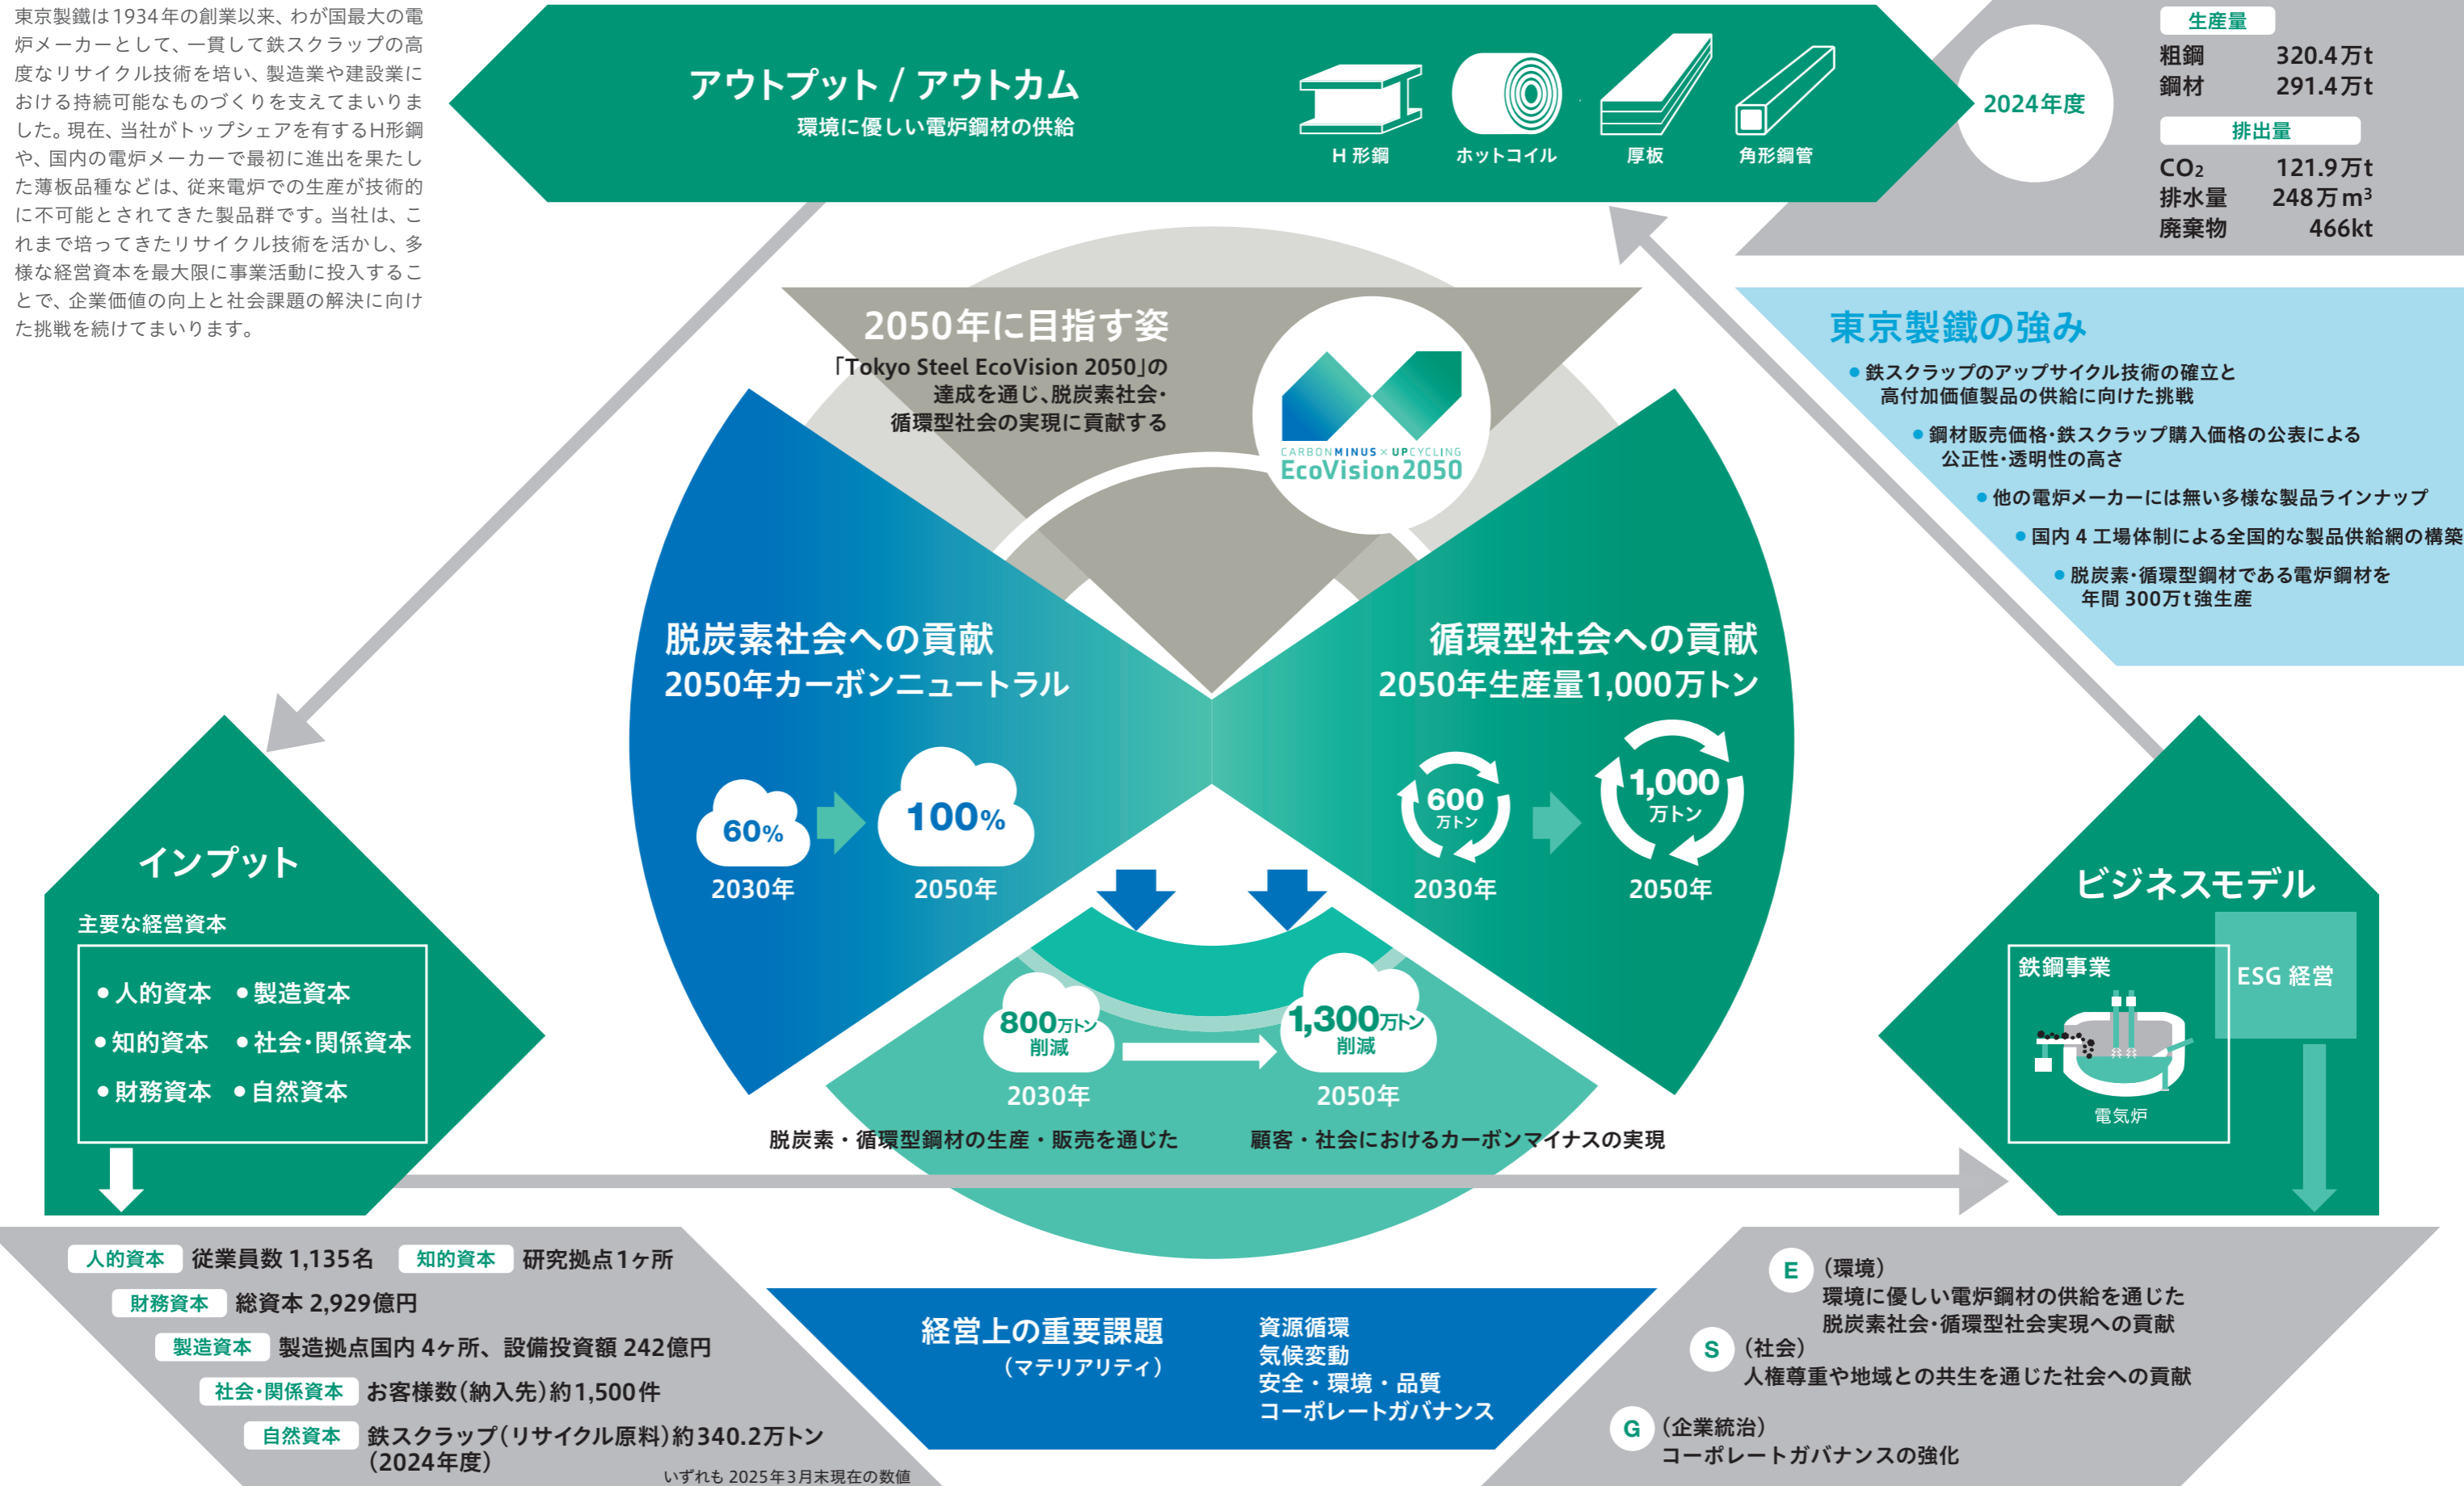 東京製鐵は1934年の創業以来、わが国最大の電
炉メーカーとして、一貫して鉄スクラップの高
度なリサイクル技術を培い、製造業や建設業に
おける持続可能なものづくりを支えてまいりま
した。現在、当社がトップシェアを有するH形鋼
や、国内の電炉メーカーで最初に進出を果たし
た薄板品種などは、従来電炉での生産が技術的
に不可能とされてきた製品群です。当社は、こ
れまで培ってきたリサイクル技術を活かし、多
様な経営資本を最大限に事業活動に投入するこ
とで、企業価値の向上と社会課題の解決に向け
た挑戦を続けてまいります。
アウトプット / アウトカム
環境に優しい電炉鋼材の供給
H 形鋼
ホットコイル
厚板
角形鋼管
2024年度
生産量
粗鋼 320.4万t
鋼材 291.4万t
排出量
CO2 121.9万t
排水量 248万m³
廃棄物 466kt
2050年に目指す姿
「Tokyo Steel EcoVision 2050」の
達成を通じ、脱炭素社会・
循環型社会の実現に貢献する
CARBONMINUS×UPCYCLING
EcoVision2050
東京製鐵の強み
●鉄スクラップのアップサイクル技術の確立と
高付加価値製品の供給に向けた挑戦
●鋼材販売価格・鉄スクラップ購入価格の公表による
公正性・透明性の高さ
●他の電炉メーカーには無い多様な製品ラインナップ
●国内 4 工場体制による全国的な製品供給網の構築
●脱炭素・循環型鋼材である電炉鋼材を
年間 300万t強生産
脱炭素社会への貢献
2050年カーボンニュートラル
60%
2030年
100%
2050年
循環型社会への貢献
2050年生産量1,000万トン
600
万トン
2030年
1,000
万トン
2050年
800万トン
削減
2030年
1,300万トン
削減
2050年
脱炭素・循環型鋼材の生産・販売を通じた 顧客・社会におけるカーボンマイナスの実現
インプット
主要な経営資本
●人的資本 ●製造資本
●知的資本 ●社会・関係資本
●財務資本 ●自然資本
ビジネスモデル
鉄鋼事業
電気炉
ESG 経営
人的資本 従業員数 1,135名 知的資本 研究拠点1ヶ所
財務資本 総資本 2,929億円
製造資本 製造拠点国内 4ヶ所、設備投資額 242億円
社会・関係資本 お客様数(納入先)約1,500件
自然資本 鉄スクラップ(リサイクル原料)約340.2万トン
(2024年度)
いずれも 2025年3月末現在の数値
経営上の重要課題
(マテリアリティ)
資源循環
気候変動
安全・環境・品質
コーポレートガバナンス
E (環境)
環境に優しい電炉鋼材の供給を通じた
脱炭素社会・循環型社会実現への貢献
S (社会)
人権尊重や地域との共生を通じた社会への貢献
G (企業統治)
コーポレートガバナンスの強化